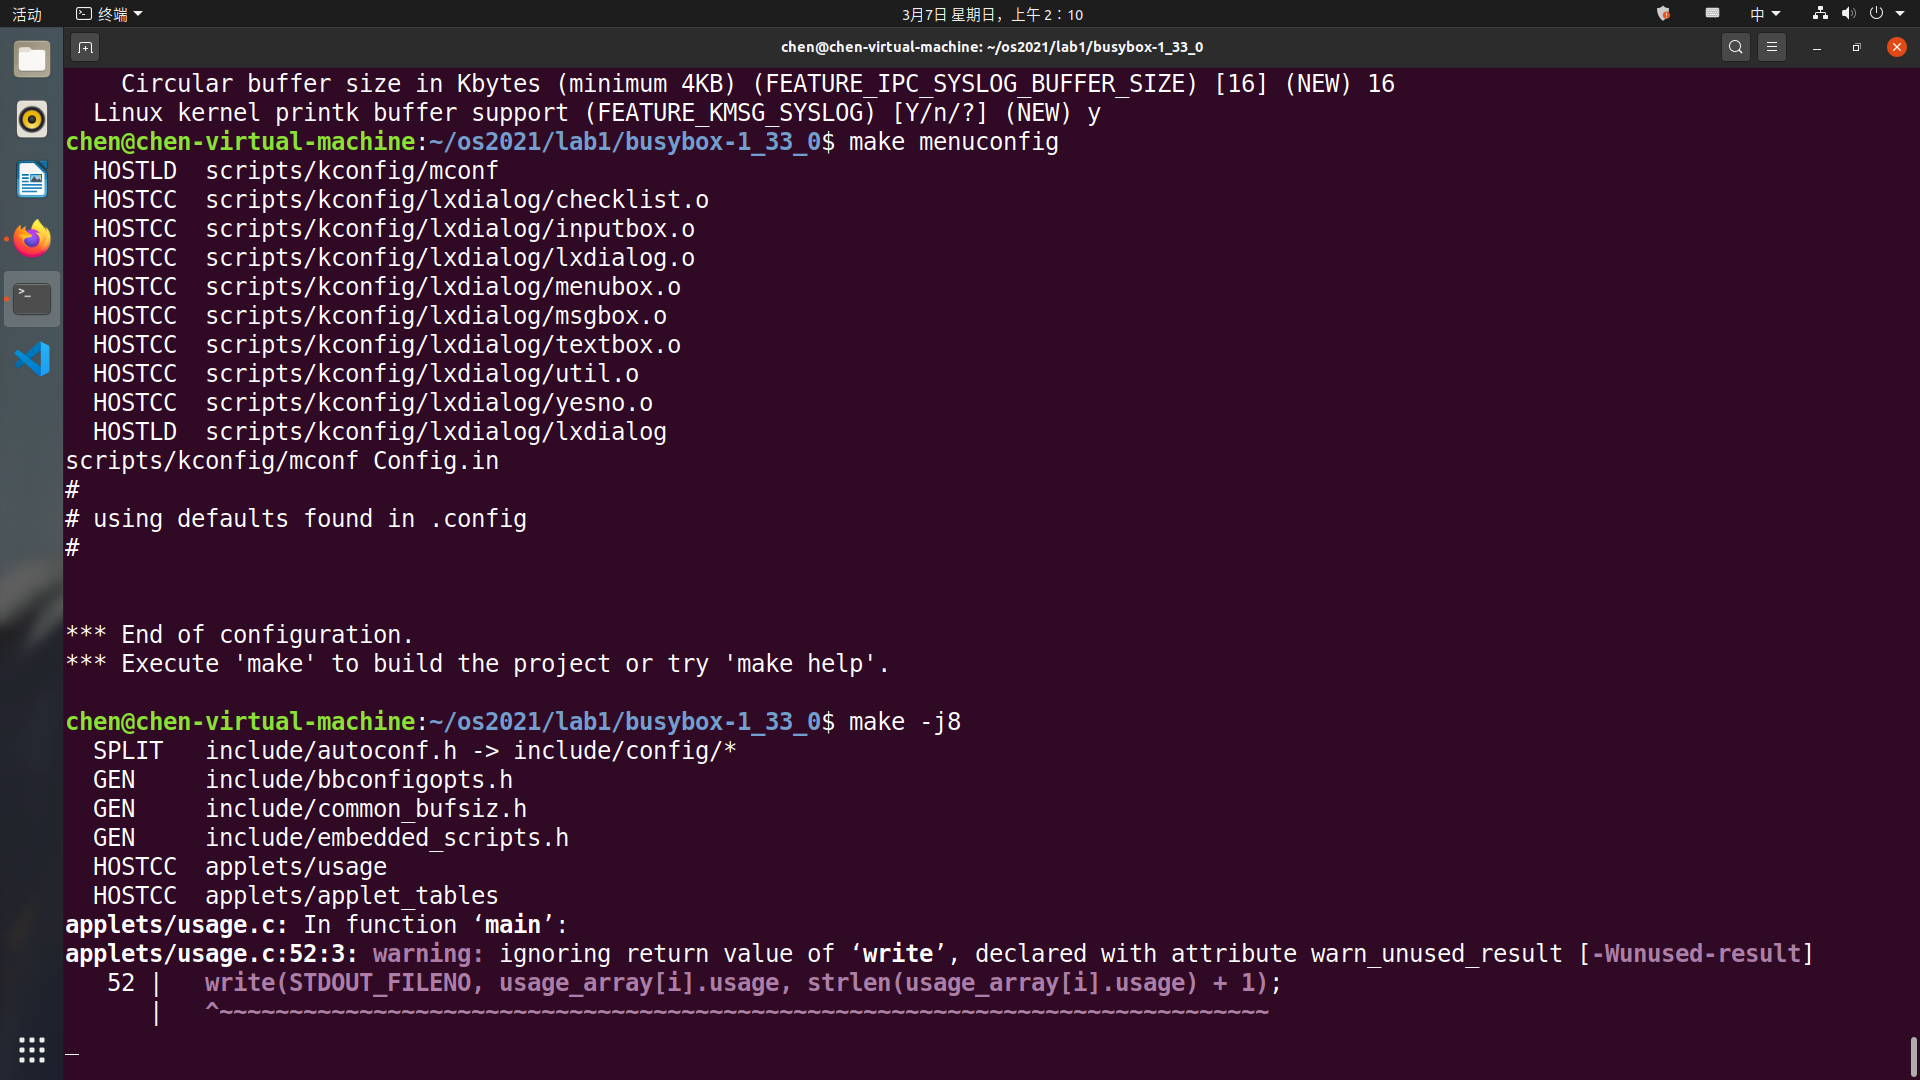 活动 终端 3月7日 星期日，上午 2：10 中
chen@chen-virtual-machine: ~/os2021/lab1/busybox-1_33_0
    Circular buffer size in Kbytes (minimum 4KB) (FEATURE_IPC_SYSLOG_BUFFER_SIZE) [16] (NEW) 16
  Linux kernel printk buffer support (FEATURE_KMSG_SYSLOG) [Y/n/?] (NEW) y
chen@chen-virtual-machine:~/os2021/lab1/busybox-1_33_0$ make menuconfig
  HOSTLD  scripts/kconfig/mconf
  HOSTCC  scripts/kconfig/lxdialog/checklist.o
  HOSTCC  scripts/kconfig/lxdialog/inputbox.o
  HOSTCC  scripts/kconfig/lxdialog/lxdialog.o
  HOSTCC  scripts/kconfig/lxdialog/menubox.o
  HOSTCC  scripts/kconfig/lxdialog/msgbox.o
  HOSTCC  scripts/kconfig/lxdialog/textbox.o
  HOSTCC  scripts/kconfig/lxdialog/util.o
  HOSTCC  scripts/kconfig/lxdialog/yesno.o
  HOSTLD  scripts/kconfig/lxdialog/lxdialog
scripts/kconfig/mconf Config.in
#
# using defaults found in .config
#
*** End of configuration.
*** Execute 'make' to build the project or try 'make help'.
chen@chen-virtual-machine:~/os2021/lab1/busybox-1_33_0$ make -j8
  SPLIT   include/autoconf.h -> include/config/*
  GEN     include/bbconfigopts.h
  GEN     include/common_bufsiz.h
  GEN     include/embedded_scripts.h
  HOSTCC  applets/usage
  HOSTCC  applets/applet_tables
applets/usage.c: In function ‘main’:
applets/usage.c:52:3: warning: ignoring return value of ‘write’, declared with attribute warn_unused_result [-Wunused-result]
   52 |   write(STDOUT_FILENO, usage_array[i].usage, strlen(usage_array[i].usage) + 1);
      |   ^~~~~~~~~~~~~~~~~~~~~~~~~~~~~~~~~~~~~~~~~~~~~~~~~~~~~~~~~~~~~~~~~~~~~~~~~~~